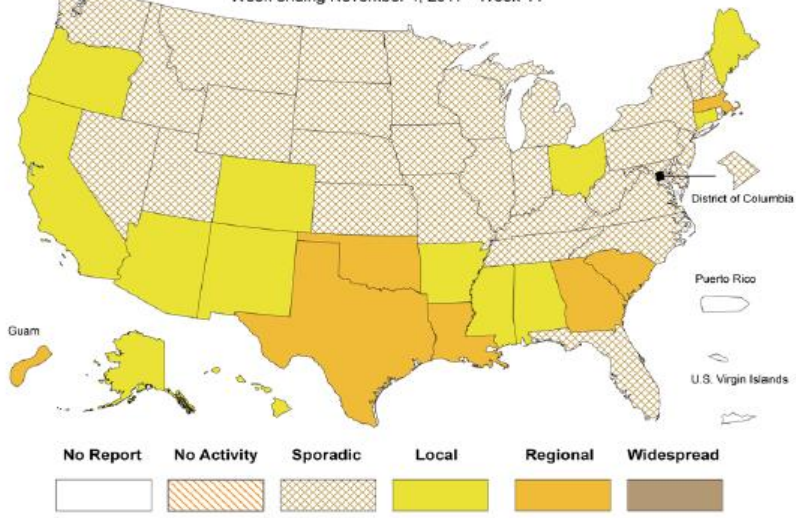 District of Columbia
Puerto Rico
Guam
U.S. Virgin Islands
No Report No Activity Sporadic Local Regional Widespread